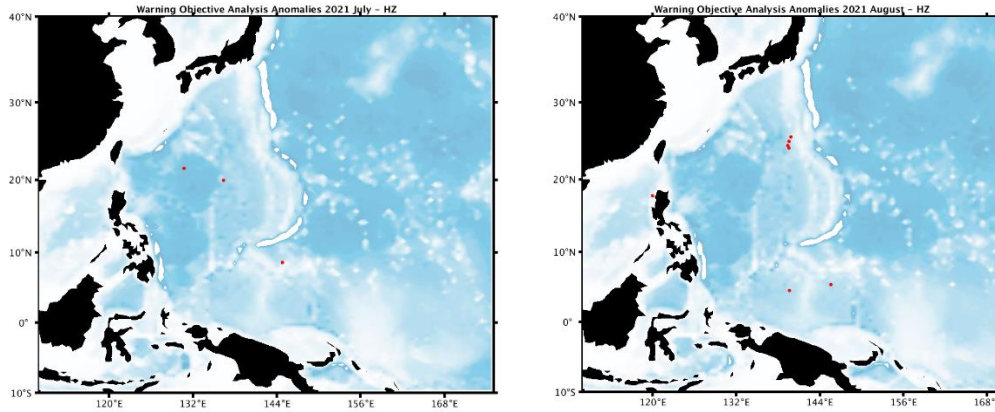 Warning Objective Analysis Anomalies 2021 July - HZ
40°N
30°N
20°N
10°N
0°
10°S
120°E
132°E
144°E
156°E
168°E
Warning Objective Analysis Anomalies 2021 August - HZ
40°N
30°N
20°N
10°N
0°
10°S
120°E
132°E
144°E
156°E
168°E